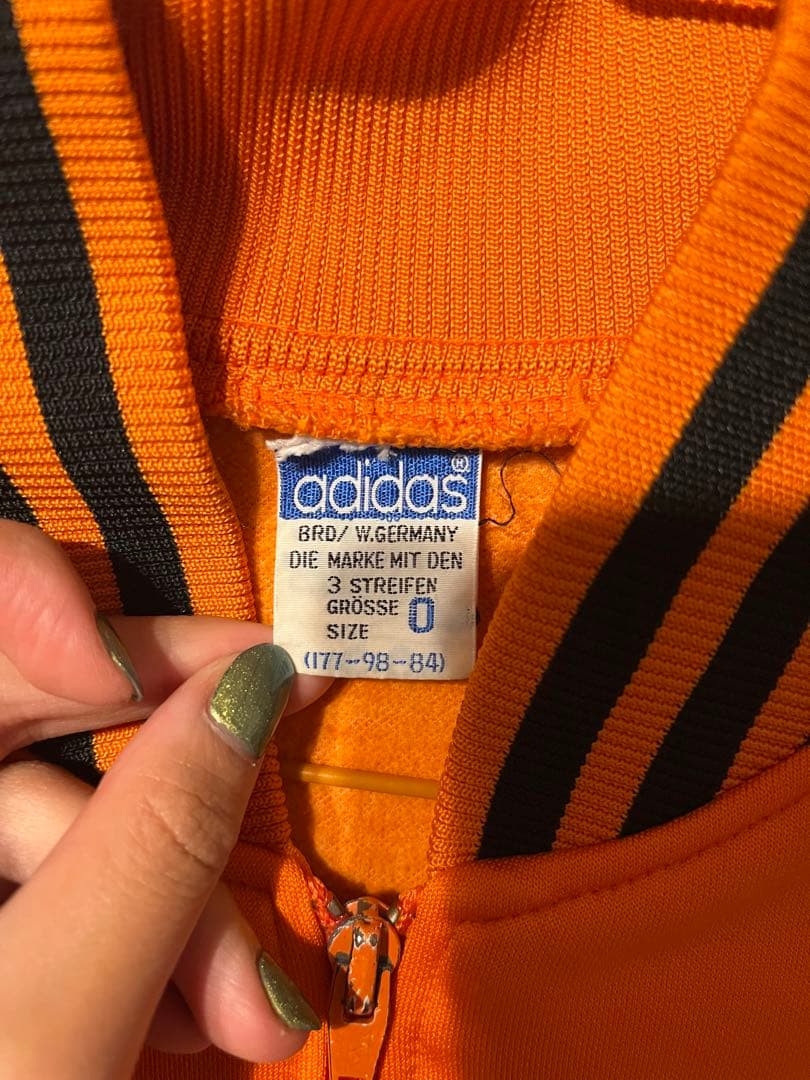 adidas®
BRD/ W.GERMANY
DIE MARKE MIT DEN
3 STREIFEN
GRÖSSE 0
SIZE
(177-98-84)